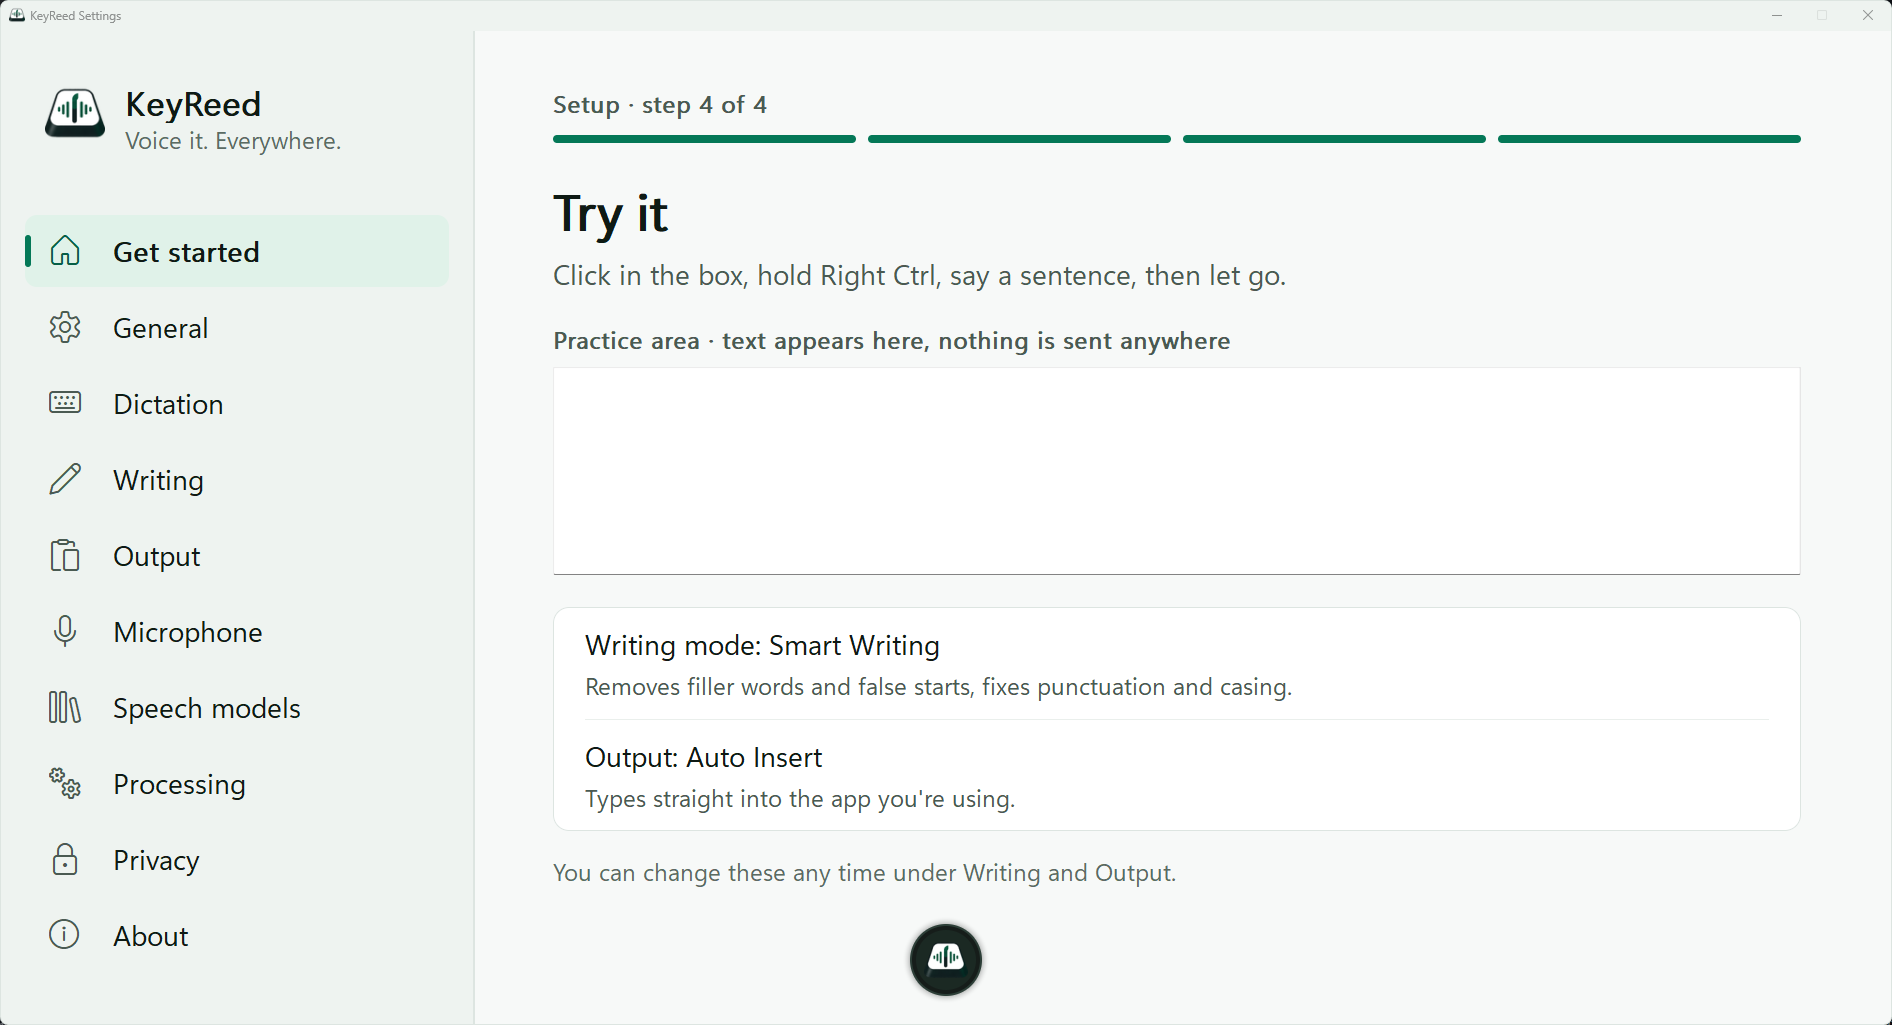 KeyReed Settings
KeyReed
Voice it. Everywhere.
Get started
General
Dictation
Writing
Output
Microphone
Speech models
Processing
Privacy
About
Setup · step 4 of 4
Try it
Click in the box, hold Right Ctrl, say a sentence, then let go.
Practice area · text appears here, nothing is sent anywhere
Writing mode: Smart Writing
Removes filler words and false starts, fixes punctuation and casing.
Output: Auto Insert
Types straight into the app you're using.
You can change these any time under Writing and Output.